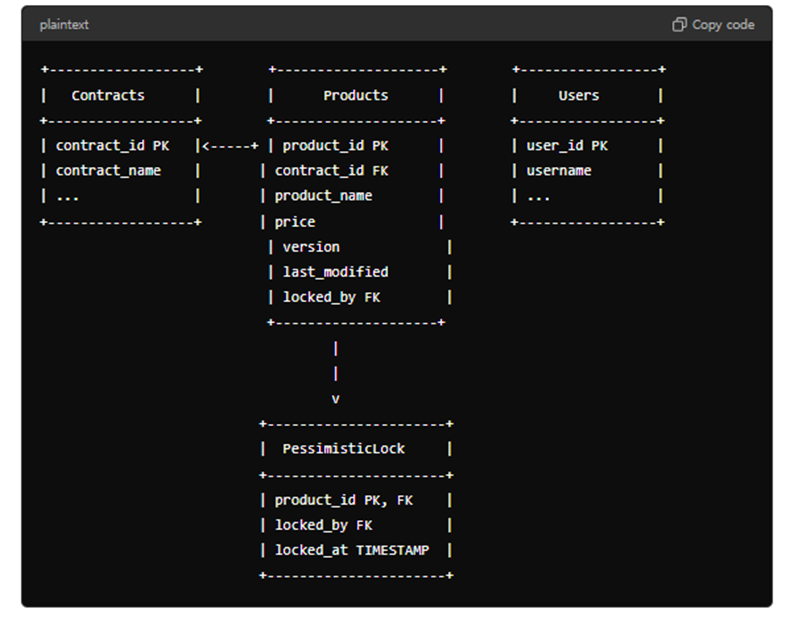 plaintext Copy code
+------------------+ +--------------------+ +-----------------+
| Contracts | | Products | | Users |
+------------------+ +--------------------+ +-----------------+
| contract_id PK |<-----+ | product_id PK | | user_id PK |
| contract_name | | contract_id FK | | username |
| ... | | product_name | | ... |
+------------------+ | price | +-----------------+
| version |
| last_modified |
| locked_by FK |
+--------------------+
|
|
v
+----------------------+
| PessimisticLock |
+----------------------+
| product_id PK, FK |
| locked_by FK |
| locked_at TIMESTAMP |
+----------------------+